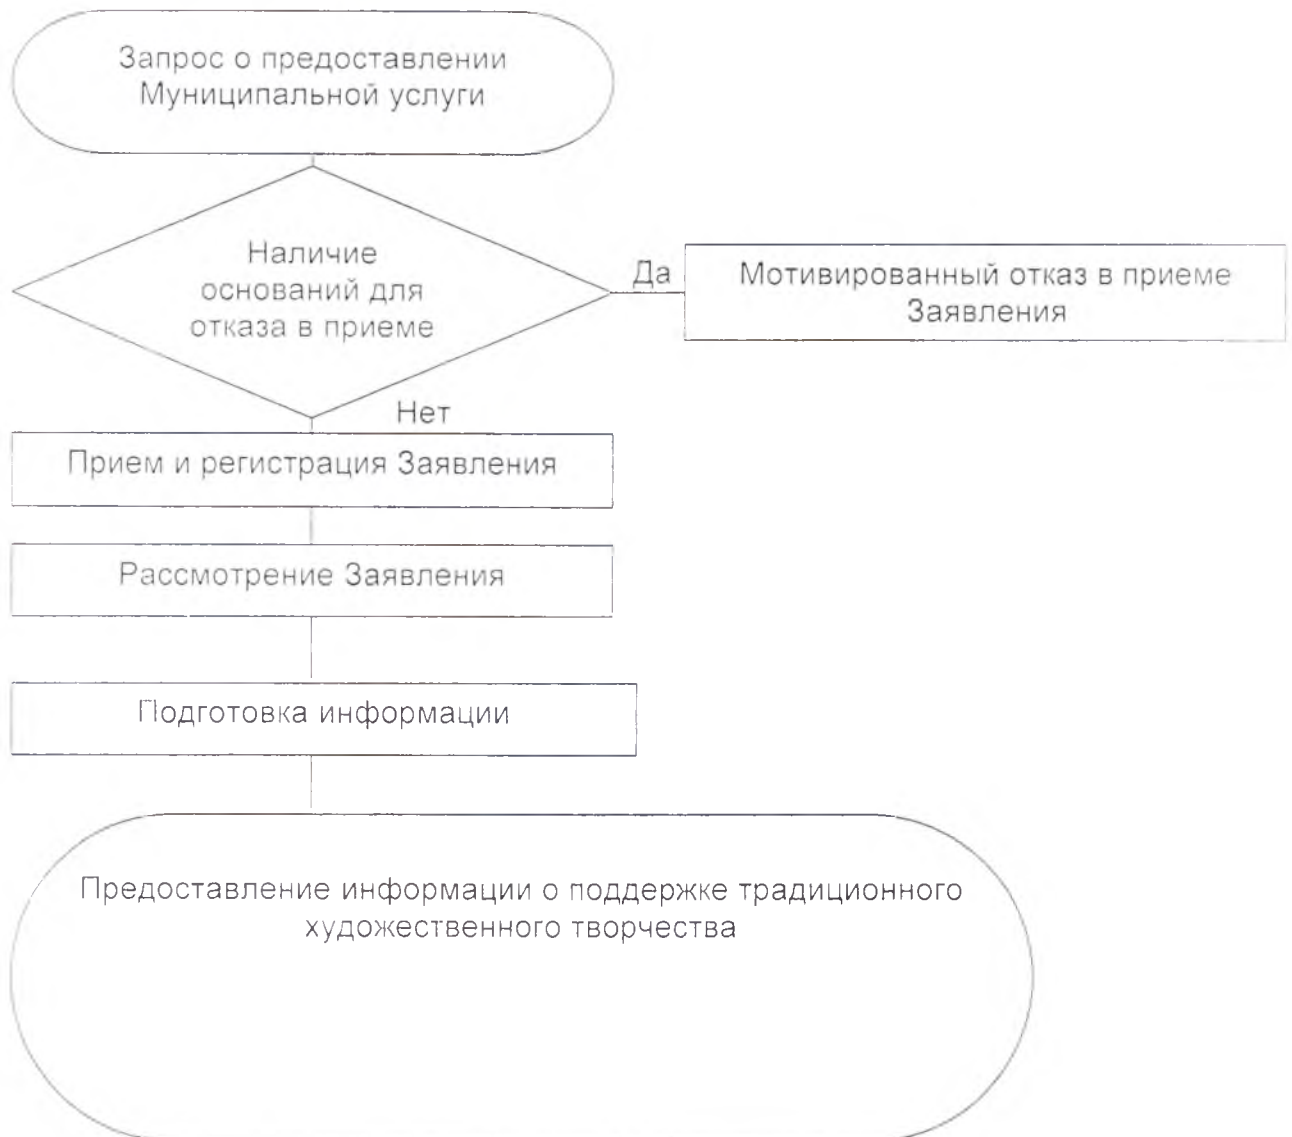 Запрос о предоставлении
Муниципальной услуги
Наличие
оснований для
отказа в приеме
Да
Мотивированный отказ в приеме
Заявления
Нет
Прием и регистрация Заявления
Рассмотрение Заявления
Подготовка информации
Предоставление информации о поддержке традиционного
художественного творчества